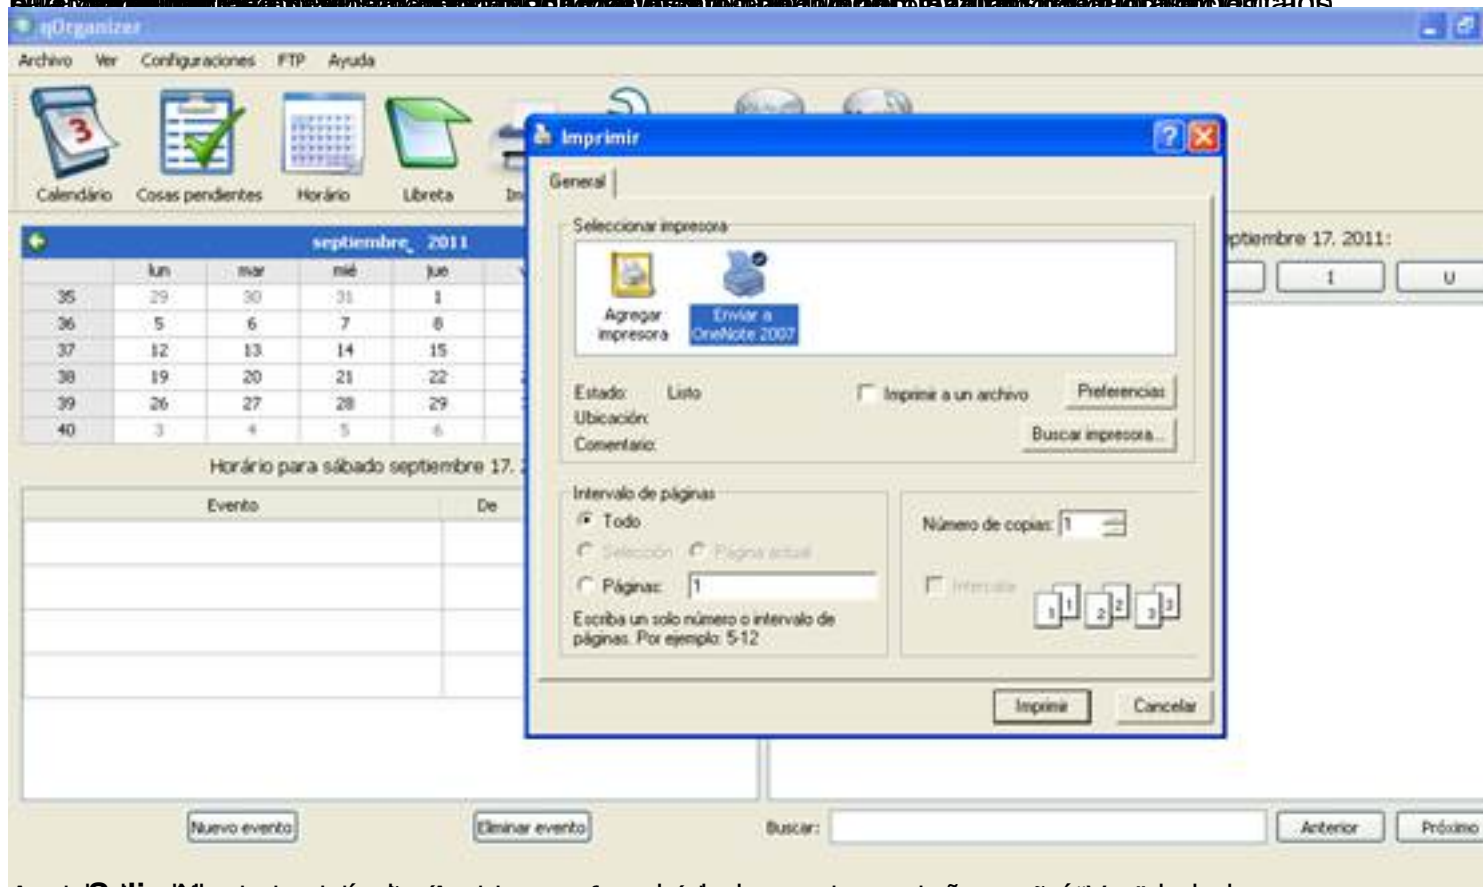 qOrganizer
Archivo Ver Configuraciones FTP Ayuda
Calendário Cosas pendientes Horário Libreta
septiembre, 2011
lun mar mié jue
35 29 30 31 1
36 5 6 7 8
37 12 13 14 15
38 19 20 21 22
39 26 27 28 29
40 3 4 5 6
Horário para sábado septiembre 17.
Evento De
Nuevo evento Eliminar evento
Imprimir
General
Seleccionar impresora
Agregar impresora
Enviar a OneNote 2007
Estado: Listo
Ubicación:
Comentario:
Imprimir a un archivo Preferencias
Buscar impresora...
Intervalo de páginas
Todo
Selección Página actual
Páginas: 1
Escriba un solo número o intervalo de
páginas. Por ejemplo: 5-12
Número de copias: 1
Intercalar
1 1 2 2 3 3
Imprimir Cancelar
ptiembre 17. 2011:
I U
Buscar: Anterior Próximo